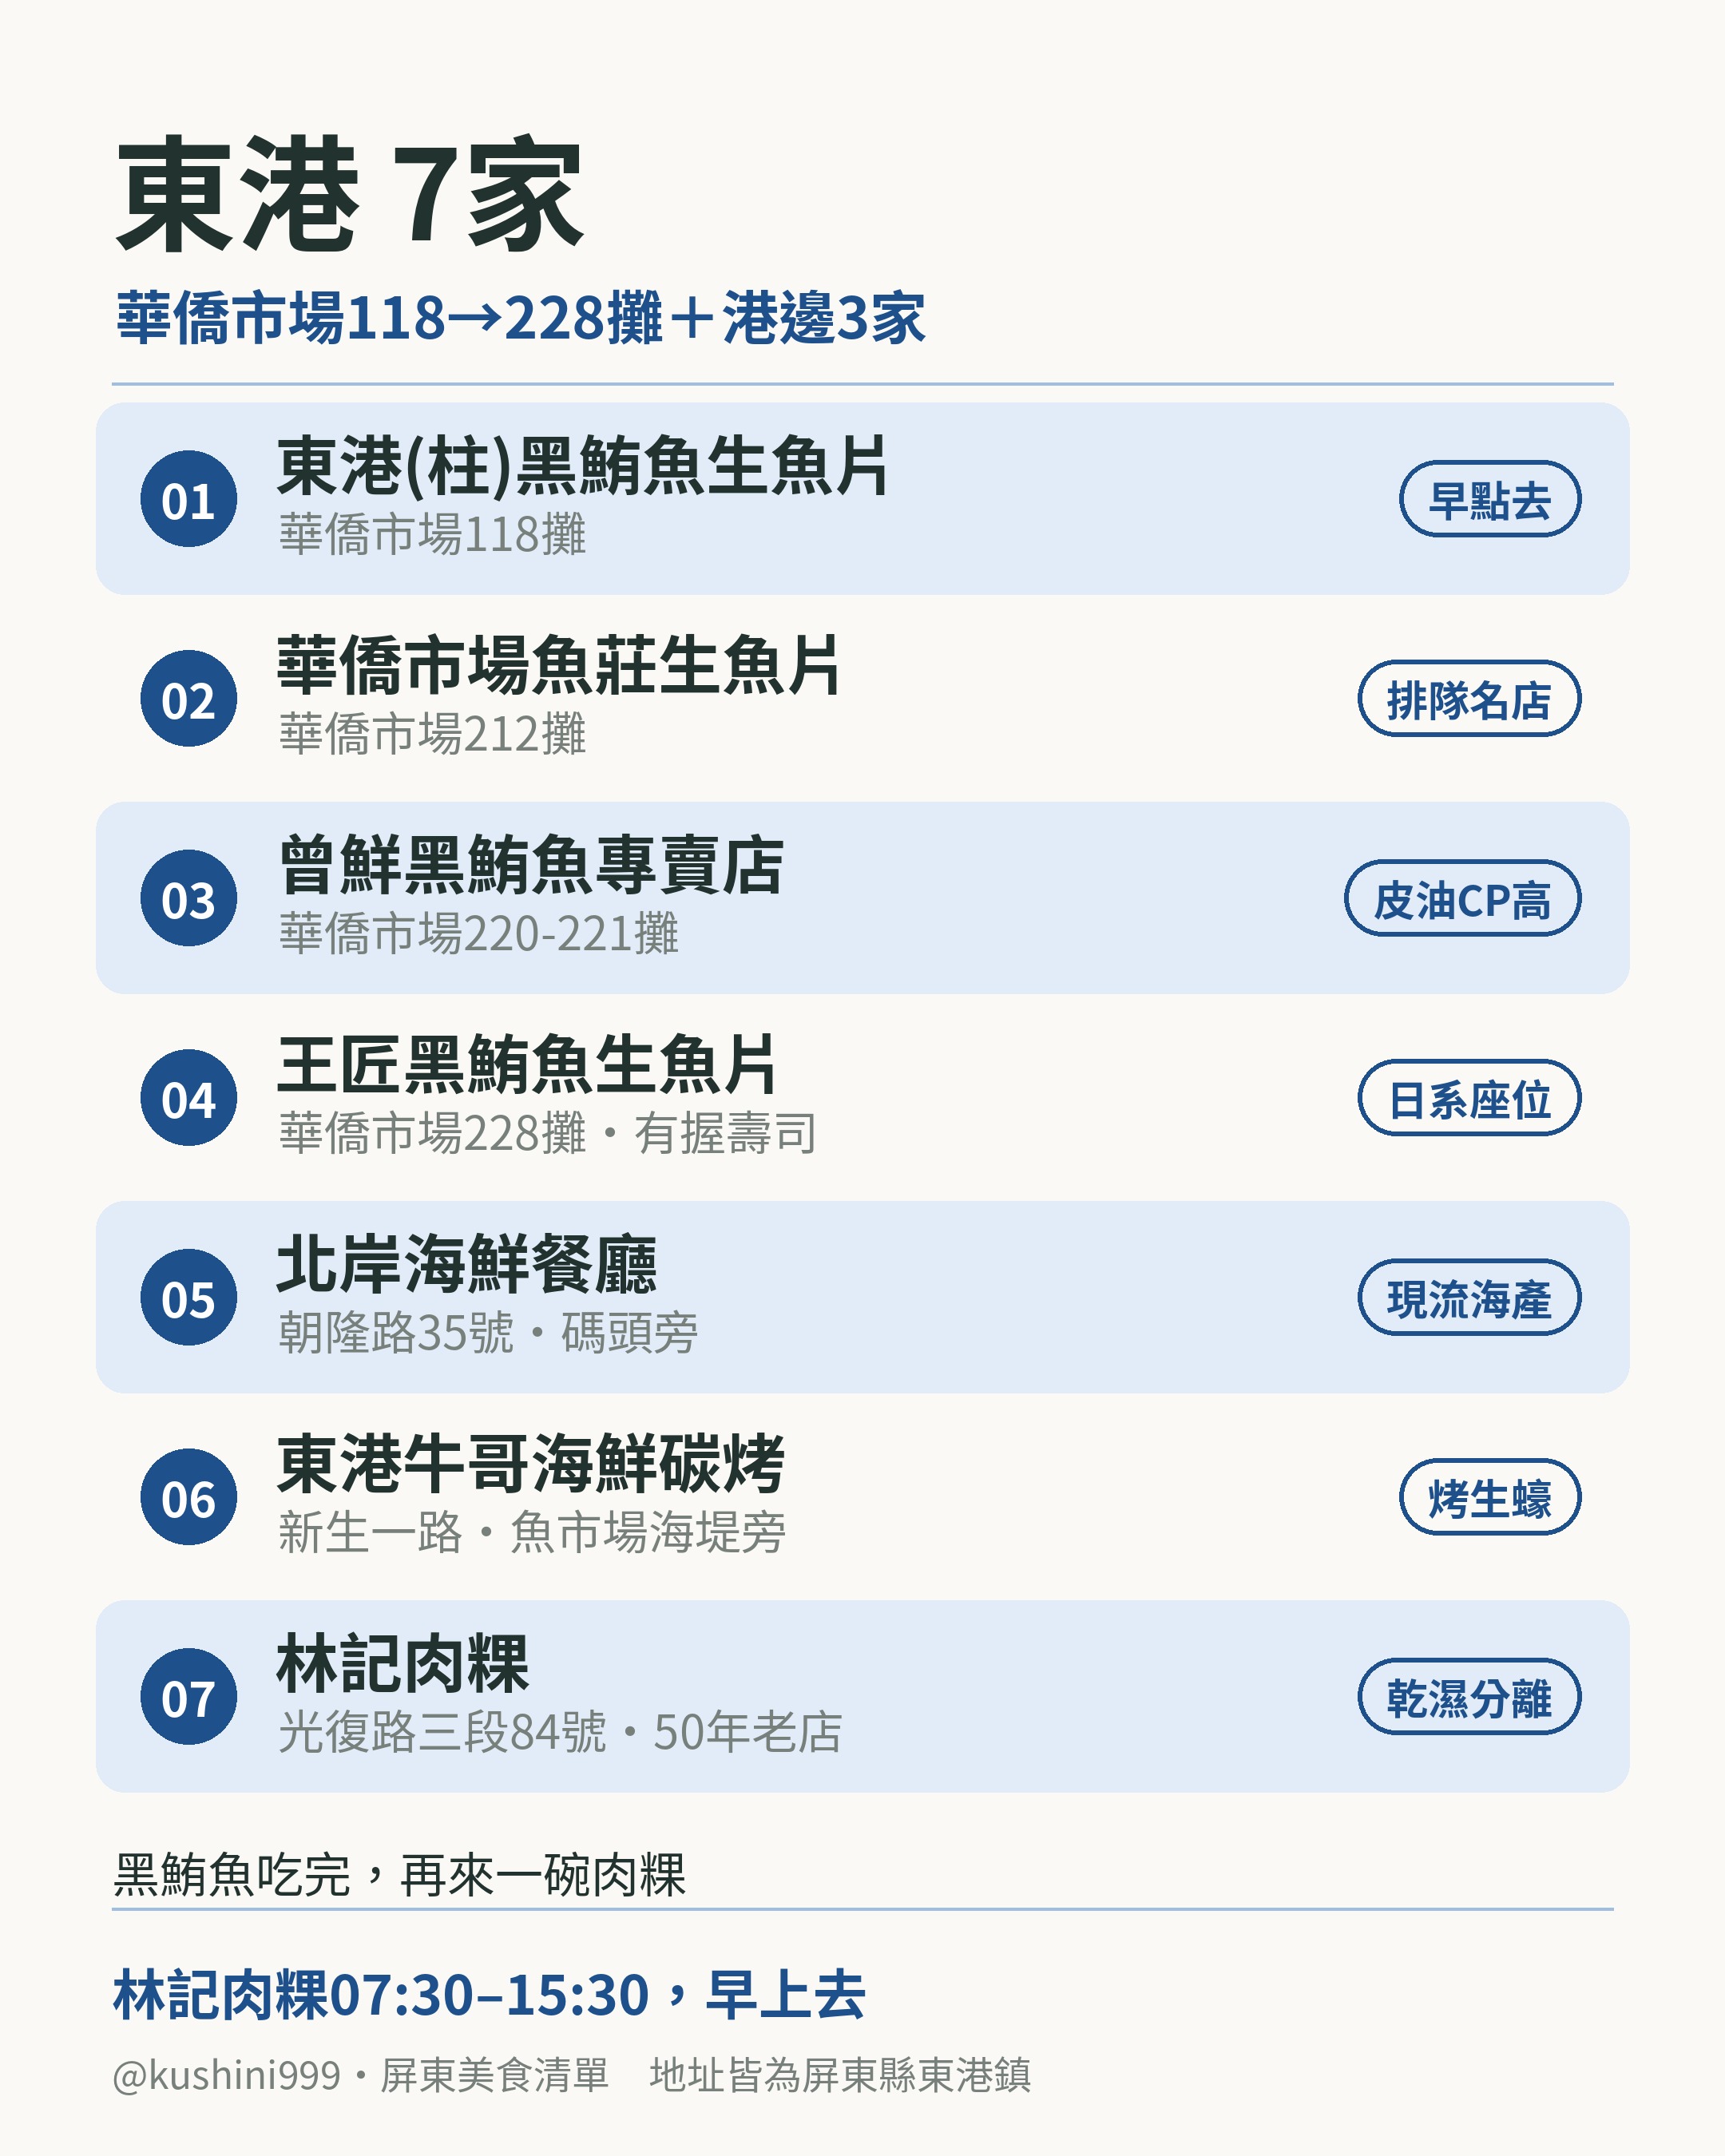 東港 7家
華僑市場118→228攤＋港邊3家
01
東港(柱)黑鮪魚生魚片
華僑市場118攤
早點去
02
華僑市場魚莊生魚片
華僑市場212攤
排隊名店
03
曾鮮黑鮪魚專賣店
華僑市場220-221攤
皮油CP高
04
王匠黑鮪魚生魚片
華僑市場228攤・有握壽司
日系座位
05
北岸海鮮餐廳
朝隆路35號・碼頭旁
現流海產
06
東港牛哥海鮮碳烤
新生一路・魚市場海堤旁
烤生蠔
07
林記肉粿
光復路三段84號・50年老店
乾濕分離
黑鮪魚吃完，再來一碗肉粿
林記肉粿07:30–15:30，早上去
@kushini999・屏東美食清單　地址皆為屏東縣東港鎮